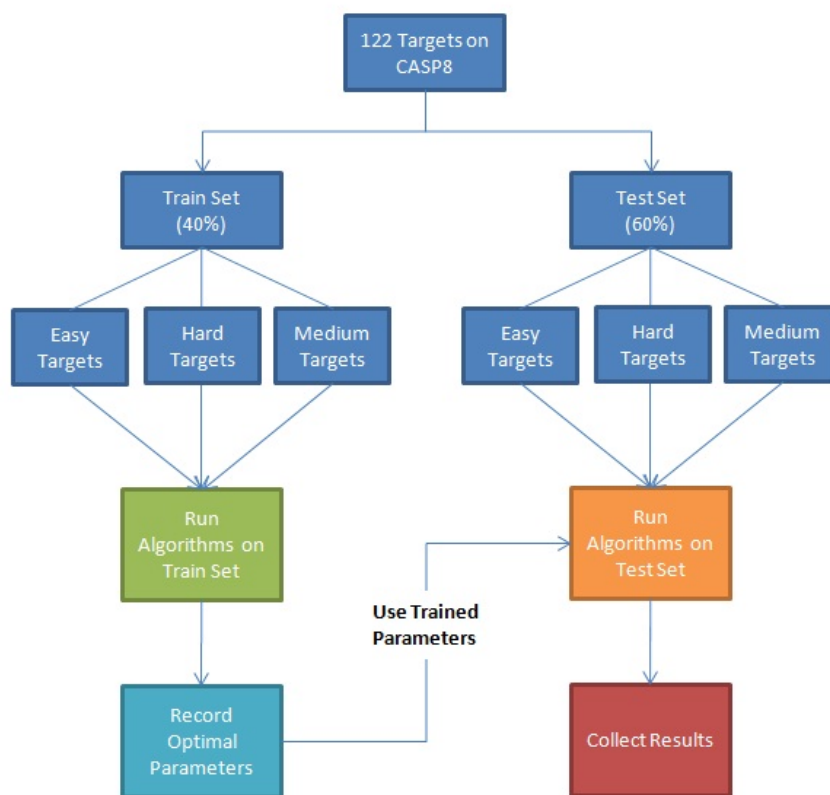 122 Targets on
CASP8
Train Set
(40%)
Test Set
(60%)
Easy
Targets
Hard
Targets
Medium
Targets
Easy
Targets
Hard
Targets
Medium
Targets
Run
Algorithms on
Train Set
Run
Algorithms on
Test Set
Use Trained
Parameters
Record
Optimal
Parameters
Collect Results